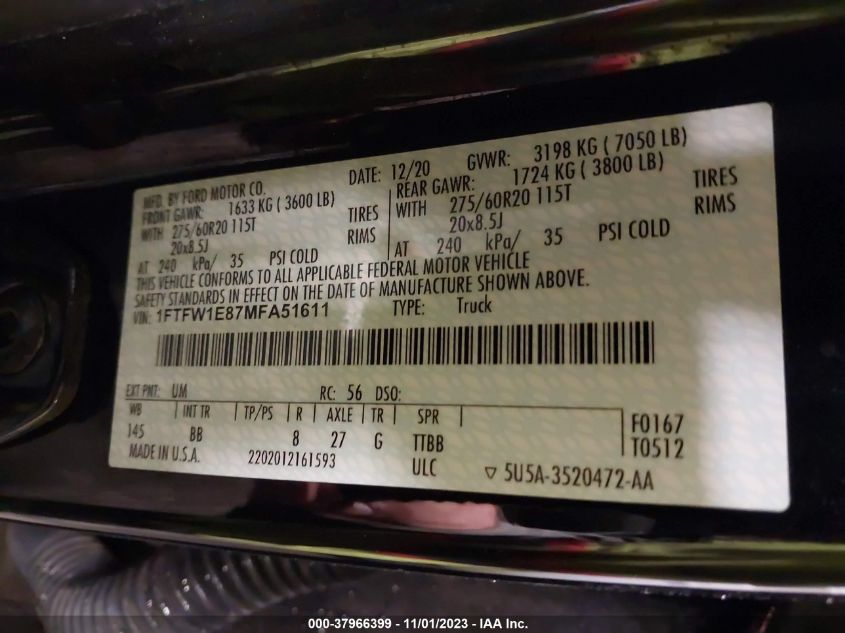 MFD. BY FORD MOTOR CO. DATE: 12/20 GVWR: 3198 KG ( 7050 LB)
FRONT GAWR: 1633 KG ( 3600 LB) REAR GAWR: 1724 KG ( 3800 LB)
WITH 275/60R20 115T TIRES WITH 275/60R20 115T TIRES
20x8.5J RIMS 20x8.5J RIMS
AT 240 kPa/ 35 PSI COLD AT 240 kPa/ 35 PSI COLD
THIS VEHICLE CONFORMS TO ALL APPLICABLE FEDERAL MOTOR VEHICLE
SAFETY STANDARDS IN EFFECT ON THE DATE OF MANUFACTURE SHOWN ABOVE.
VIN: 1FTFW1E87MFA51611 TYPE: Truck
EXT PNT: UM RC: 56 DSO:
WB INT TR TP/PS R AXLE TR SPR F0167
145 BB 8 27 G TTBB T0512
MADE IN U.S.A. 2202012161593 ULC ▽ 5U5A-3520472-AA
000-37966399 - 11/01/2023 - IAA Inc.